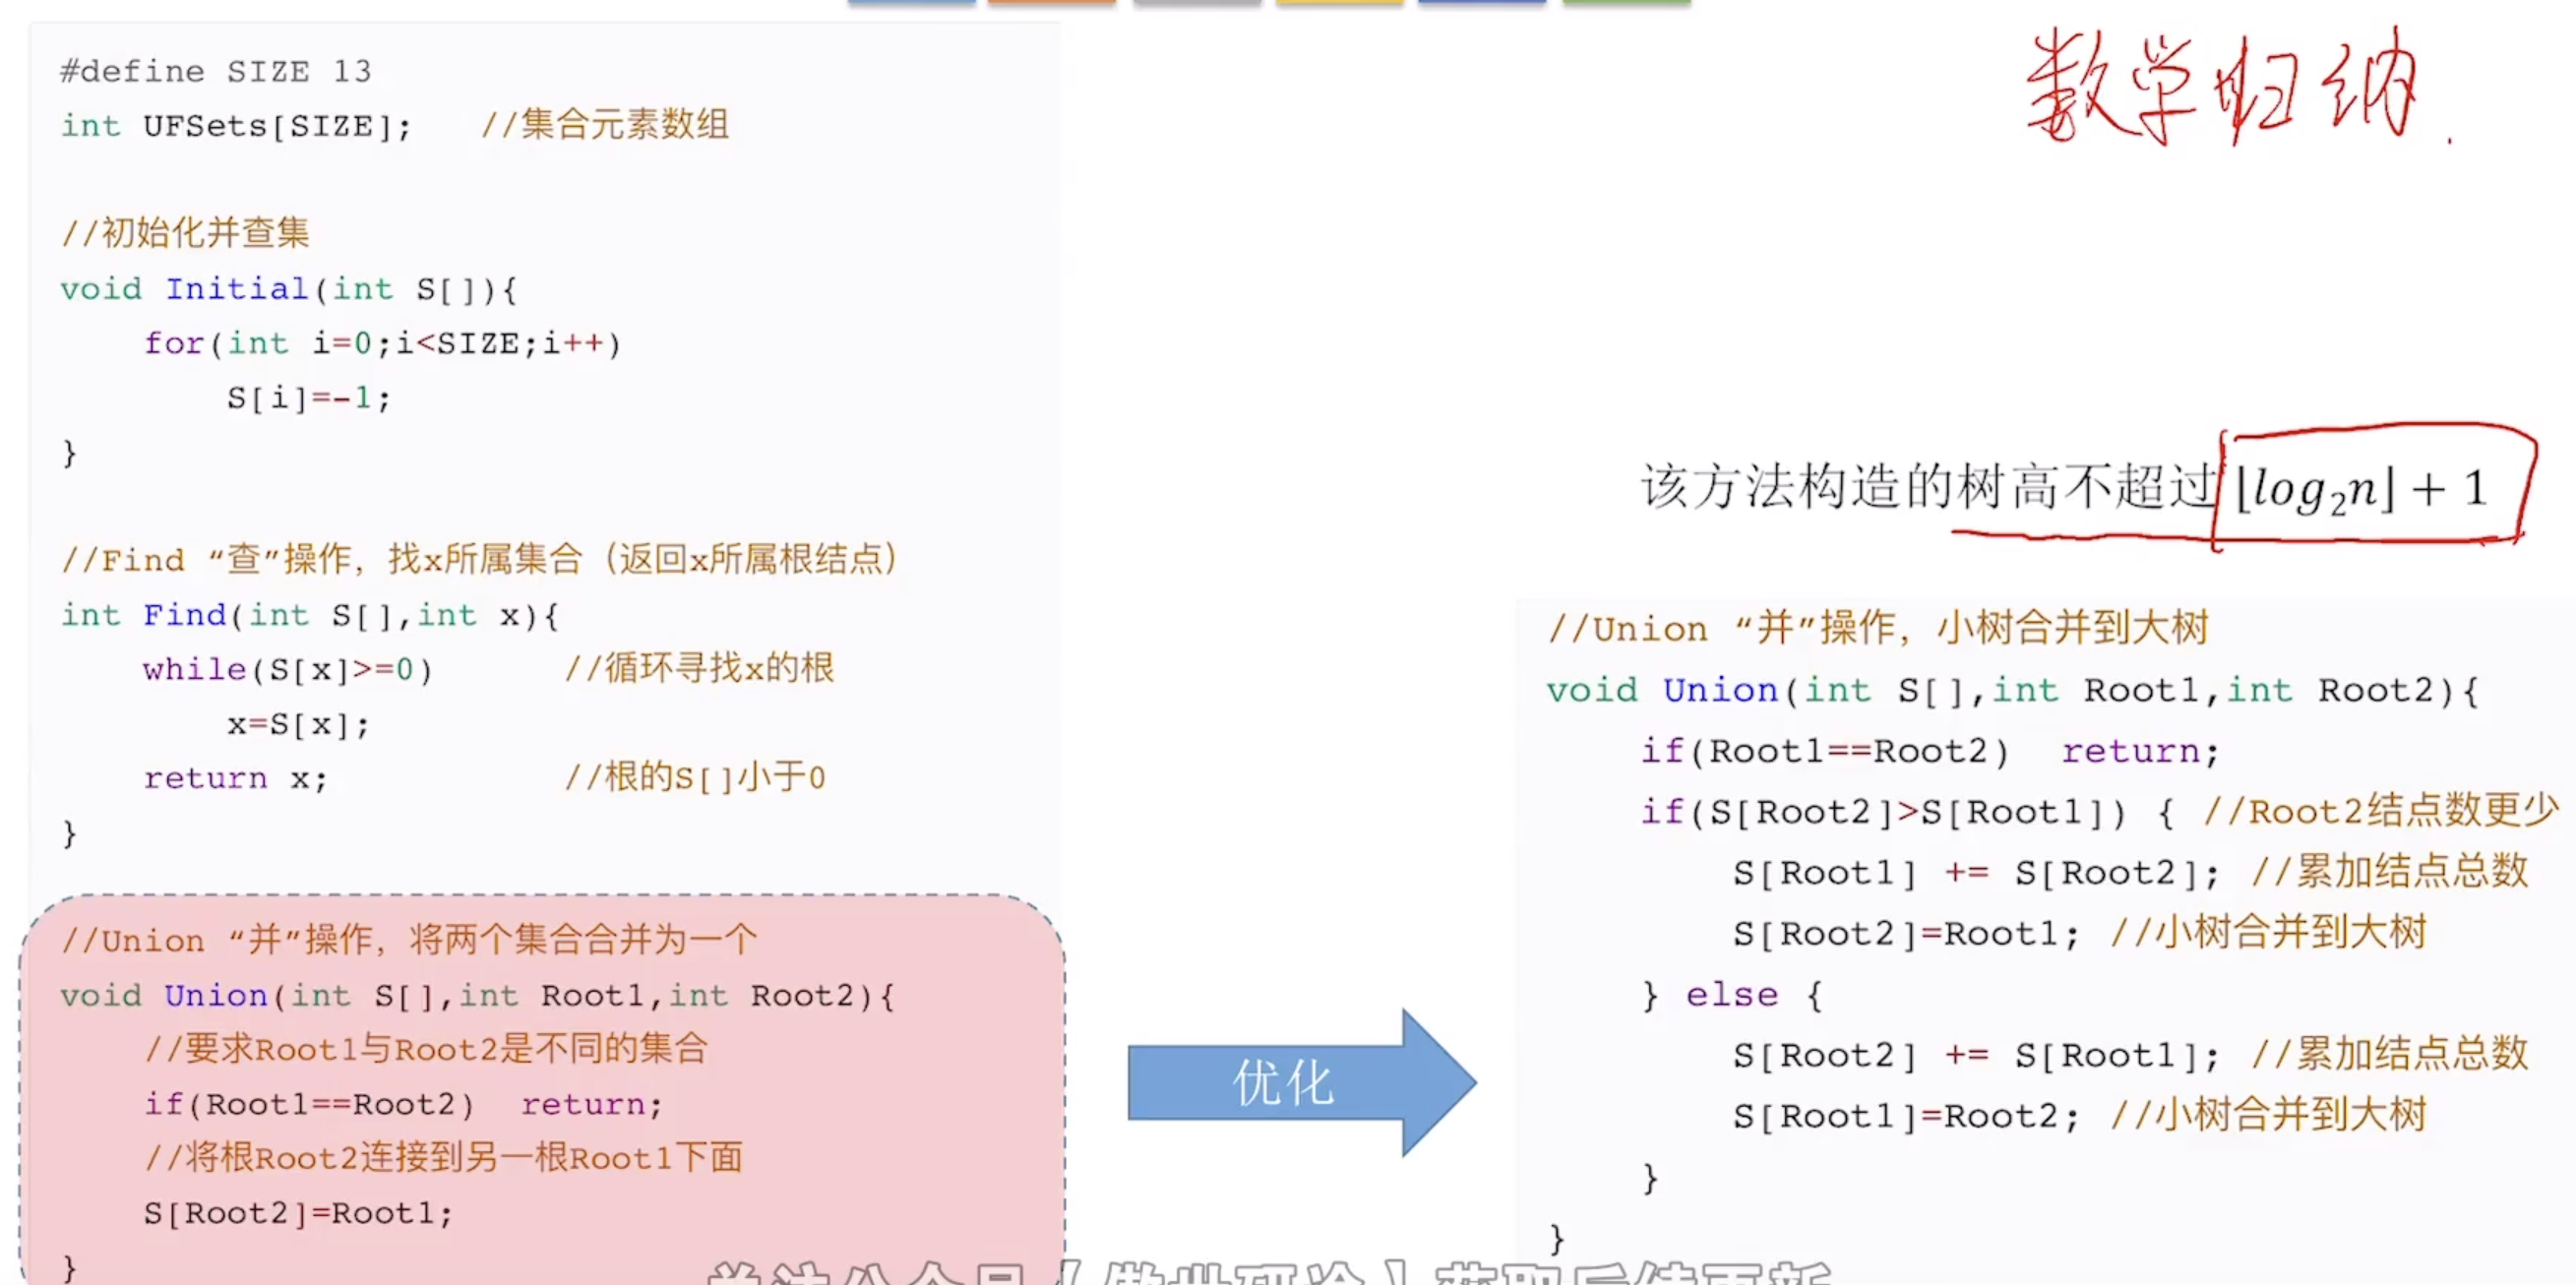 #define SIZE 13
int UFSets[SIZE]; //集合元素数组
//初始化并查集
void Initial(int S[]){
for(int i=0;i<SIZE;i++)
S[i]=-1;
}
//Find “查”操作，找x所属集合（返回x所属根结点）
int Find(int S[],int x){
while(S[x]>=0) //循环寻找x的根
x=S[x];
return x; //根的S[]小于0
}
//Union “并”操作，将两个集合合并为一个
void Union(int S[],int Root1,int Root2){
//要求Root1与Root2是不同的集合
if(Root1==Root2) return;
//将根Root2连接到另一根Root1下面
S[Root2]=Root1;
}
优化
数学归纳.
该方法构造的树高不超过 ⌊log₂n⌋ + 1
//Union “并”操作，小树合并到大树
void Union(int S[],int Root1,int Root2){
if(Root1==Root2) return;
if(S[Root2]>S[Root1]) { //Root2结点数更少
S[Root1] += S[Root2]; //累加结点总数
S[Root2]=Root1; //小树合并到大树
} else {
S[Root2] += S[Root1]; //累加结点总数
S[Root1]=Root2; //小树合并到大树
}
}